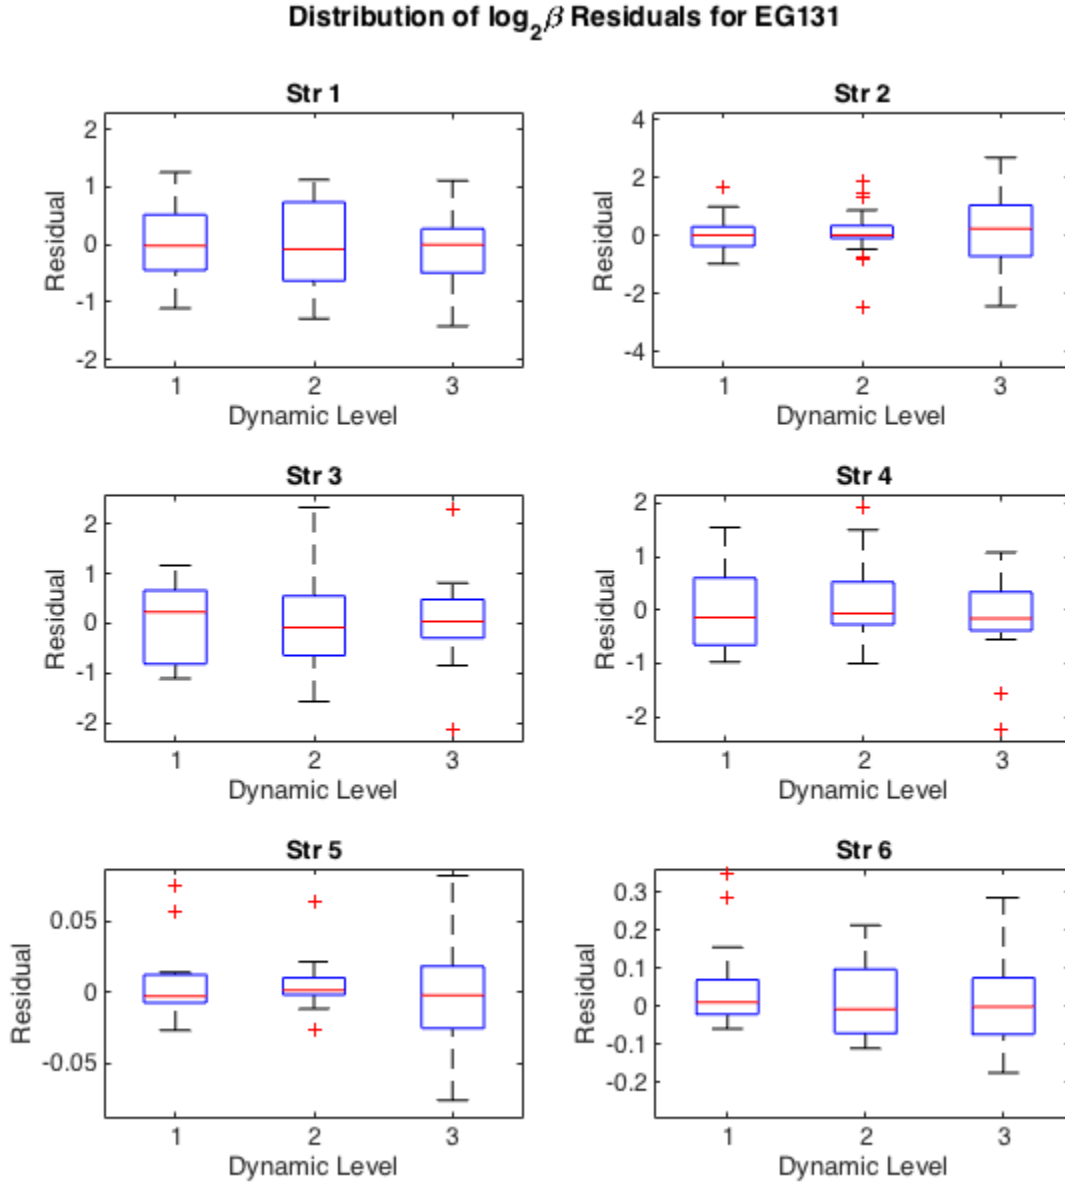 Distribution of log₂β Residuals for EG131
Str 1
Residual
2
1
0
-1
-2
1 2 3
Dynamic Level
Str 2
Residual
4
2
0
-2
-4
1 2 3
Dynamic Level
Str 3
Residual
2
1
0
-1
-2
1 2 3
Dynamic Level
Str 4
Residual
2
1
0
-1
-2
1 2 3
Dynamic Level
Str 5
Residual
0.05
0
-0.05
1 2 3
Dynamic Level
Str 6
Residual
0.3
0.2
0.1
0
-0.1
-0.2
1 2 3
Dynamic Level